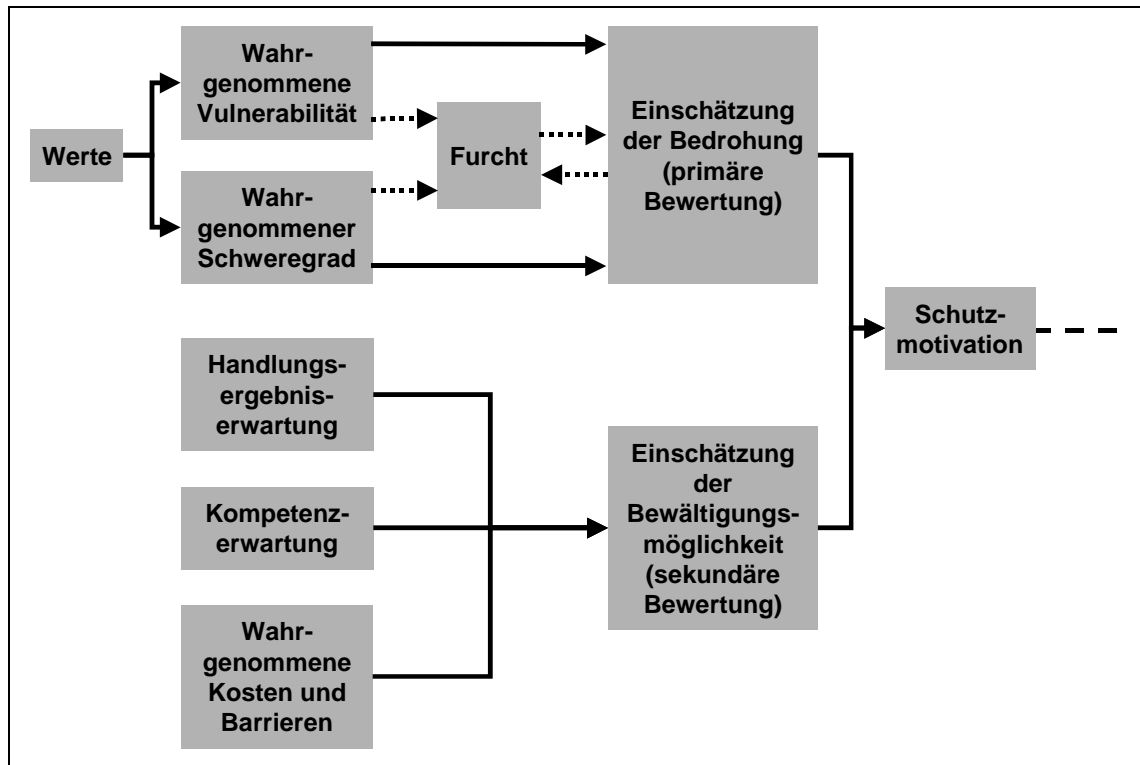 Werte
Wahr-
genommene
Vulnerabilität
Wahr-
genommener
Schweregrad
Furcht
Einschätzung
der Bedrohung
(primäre
Bewertung)
Handlungs-
ergebnis-
erwartung
Kompetenz-
erwartung
Wahr-
genommene
Kosten und
Barrieren
Einschätzung
der
Bewältigungs-
möglichkeit
(sekundäre
Bewertung)
Schutz-
motivation